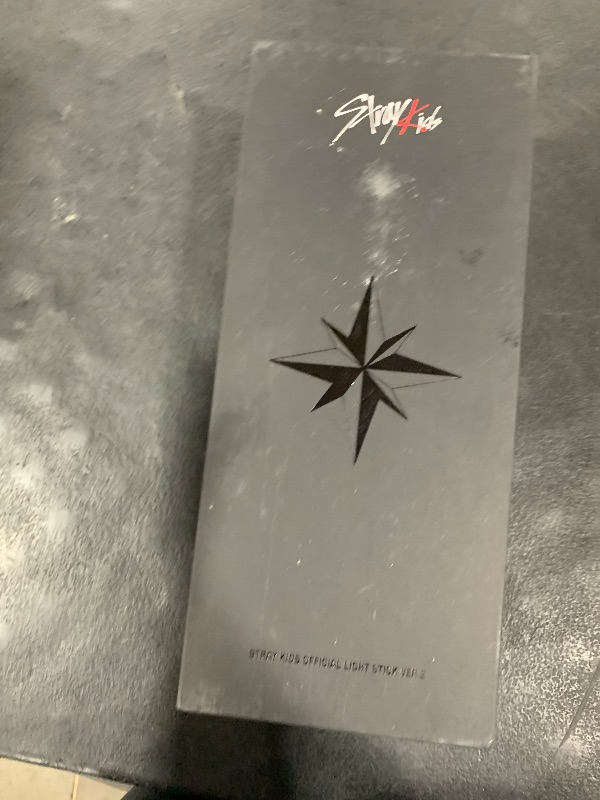 Stray Kids
STRAY KIDS OFFICIAL LIGHT STICK VER.2